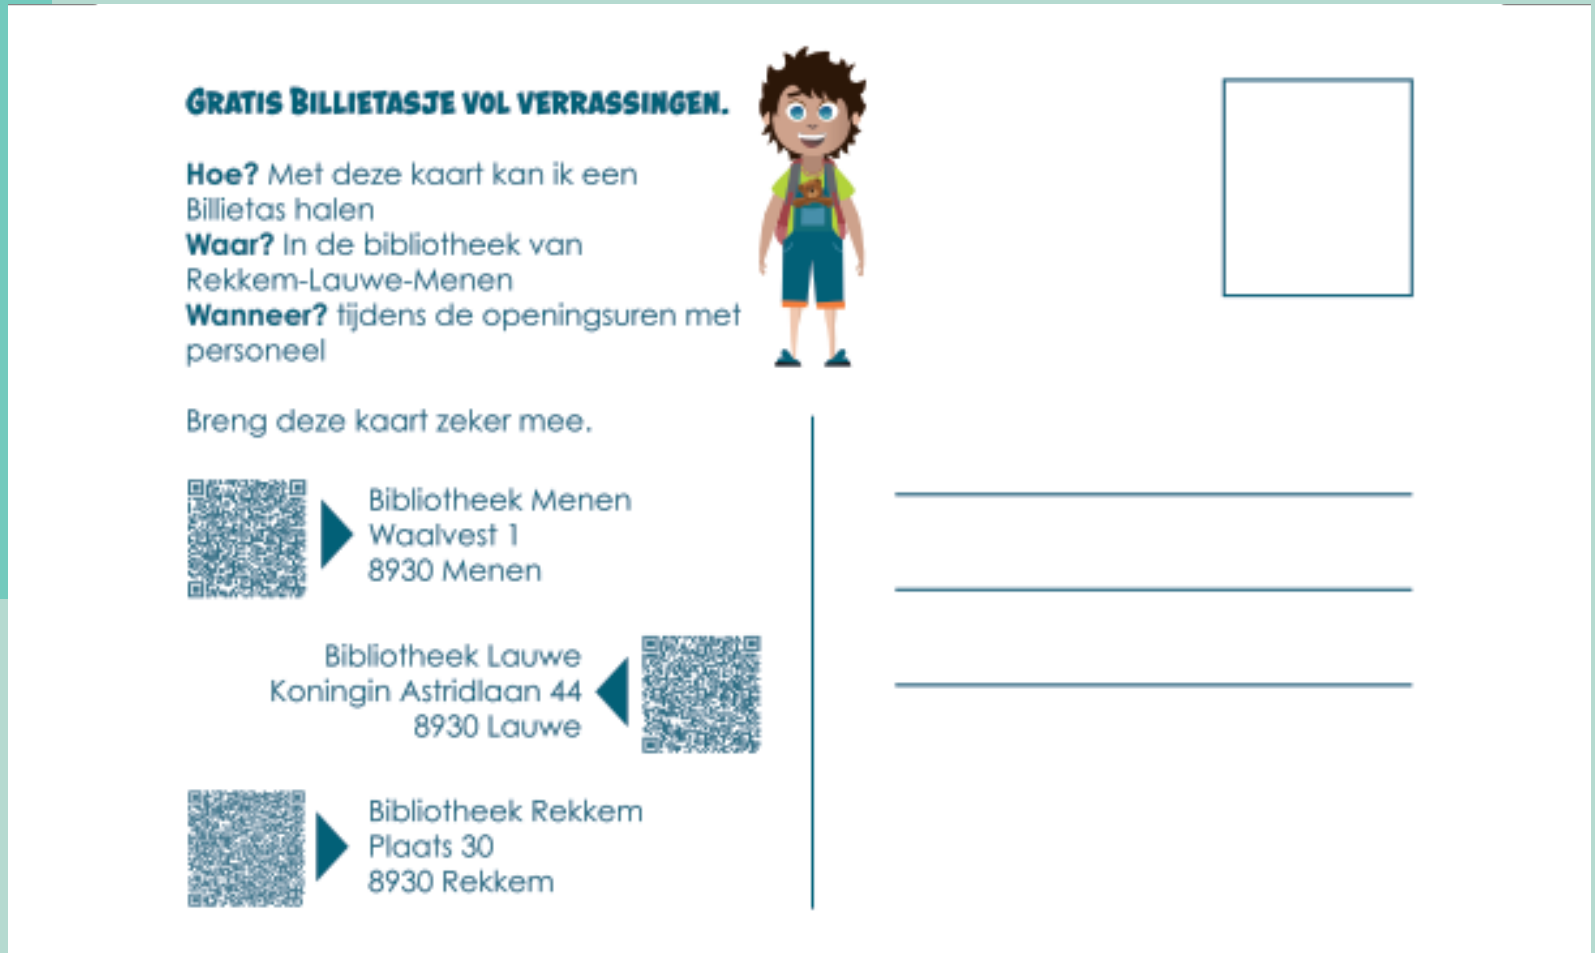 Gratis Billietasje vol verrassingen.
Hoe? Met deze kaart kan ik een
Billietas halen
Waar? In de bibliotheek van
Rekkem-Lauwe-Menen
Wanneer? tijdens de openingsuren met
personeel
Breng deze kaart zeker mee.
Bibliotheek Menen
Waalvest 1
8930 Menen
Bibliotheek Lauwe
Koningin Astridlaan 44
8930 Lauwe
Bibliotheek Rekkem
Plaats 30
8930 Rekkem